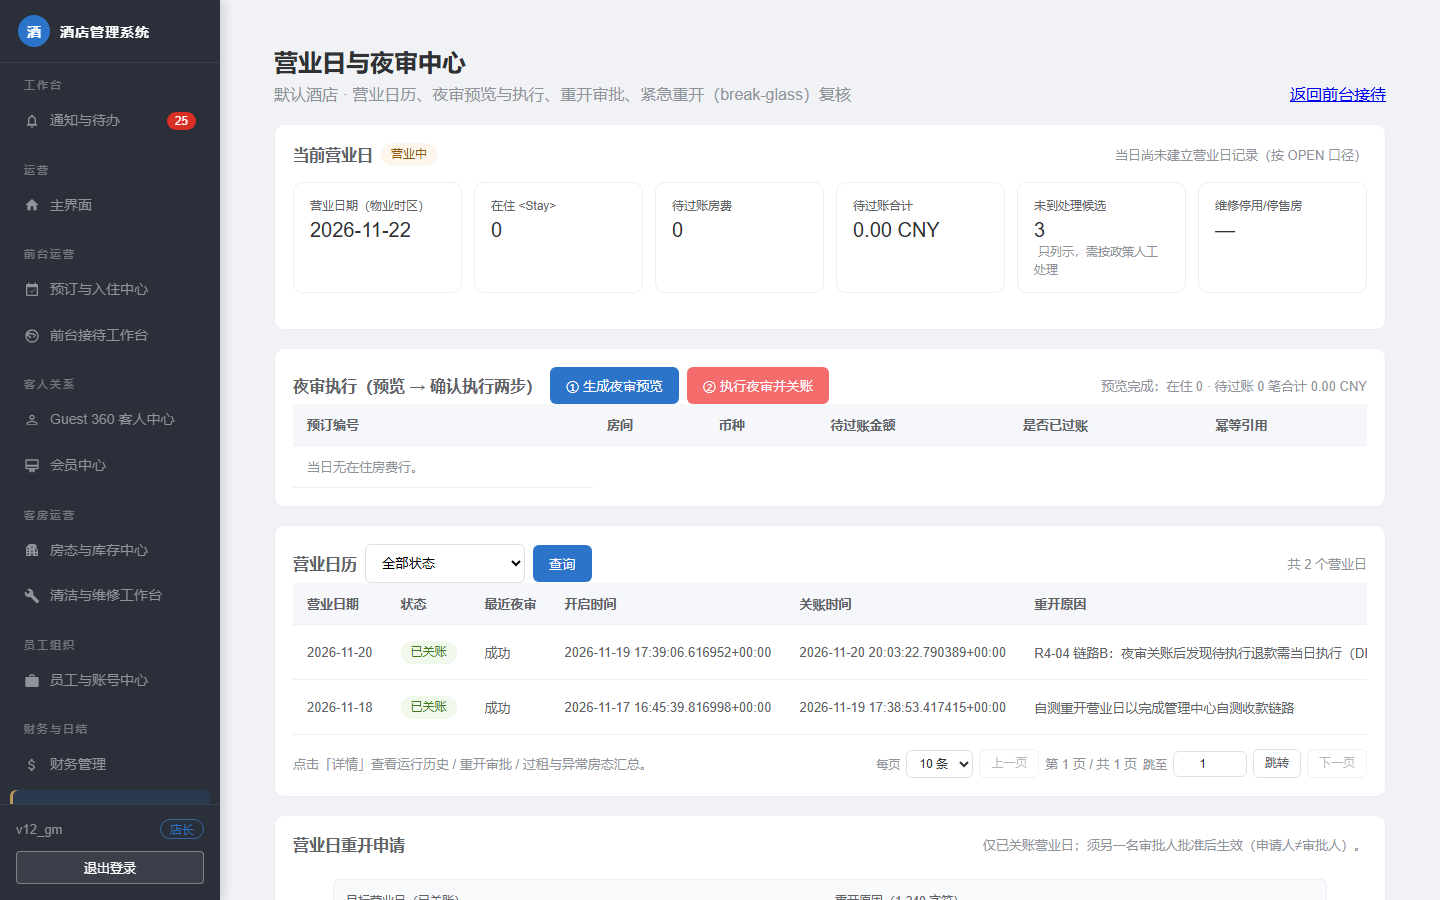 酒 酒店管理系统
工作台
通知与待办 25
运营
主界面
前台运营
预订与入住中心
前台接待工作台
客人关系
Guest 360 客人中心
会员中心
客房运营
房态与库存中心
清洁与维修工作台
员工组织
员工与账号中心
财务与日结
财务管理
v12_gm 店长
退出登录
营业日与夜审中心
默认酒店 · 营业日历、夜审预览与执行、重开审批、紧急重开（break-glass）复核 返回前台接待
当前营业日 营业中 当日尚未建立营业日记录（按 OPEN 口径）
营业日期（物业时区） 在住 <Stay> 待过账房费 待过账合计 未到处理候选 维修停用/停售房
2026-11-22 0 0 0.00 CNY 3 —
只列示，需按政策人工
处理
夜审执行（预览 → 确认执行两步） ① 生成夜审预览 ② 执行夜审并关账 预览完成：在住 0 · 待过账 0 笔合计 0.00 CNY
预订编号 房间 币种 待过账金额 是否已过账 幂等引用
当日无在住房费行。
营业日历 全部状态 查询 共 2 个营业日
营业日期 状态 最近夜审 开启时间 关账时间 重开原因
2026-11-20 已关账 成功 2026-11-19 17:39:06.616952+00:00 2026-11-20 20:03:22.790389+00:00 R4-04 链路B：夜审关账后发现待执行退款需当日执行（DI
2026-11-18 已关账 成功 2026-11-17 16:45:39.816998+00:00 2026-11-19 17:38:53.417415+00:00 自测重开营业日以完成管理中心自测收款链路
点击「详情」查看运行历史 / 重开审批 / 过租与异常房态汇总。 每页 10 条 上一页 第 1 页 / 共 1 页 跳至 1 跳转 下一页
营业日重开申请 仅已关账营业日；须另一名审批人批准后生效（申请人≠审批人）。
目标营业日（已关账） 重开原因（1-240 字符）